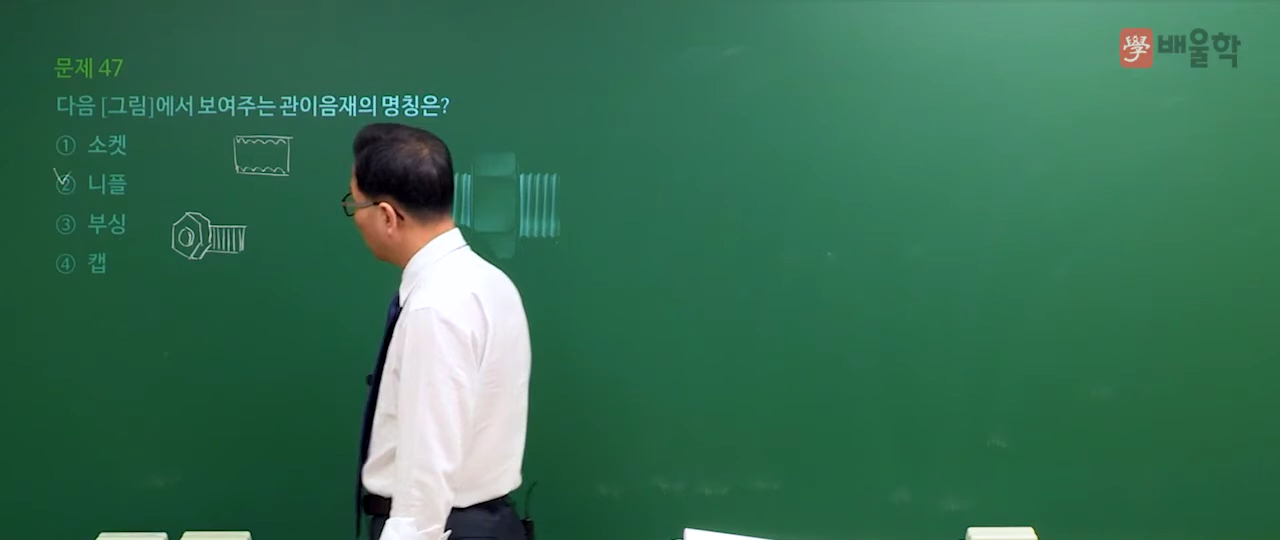 學 배울학
문제 47
다음 [그림]에서 보여주는 관이음재의 명칭은?
① 소켓
② 니플
③ 부싱
④ 캡